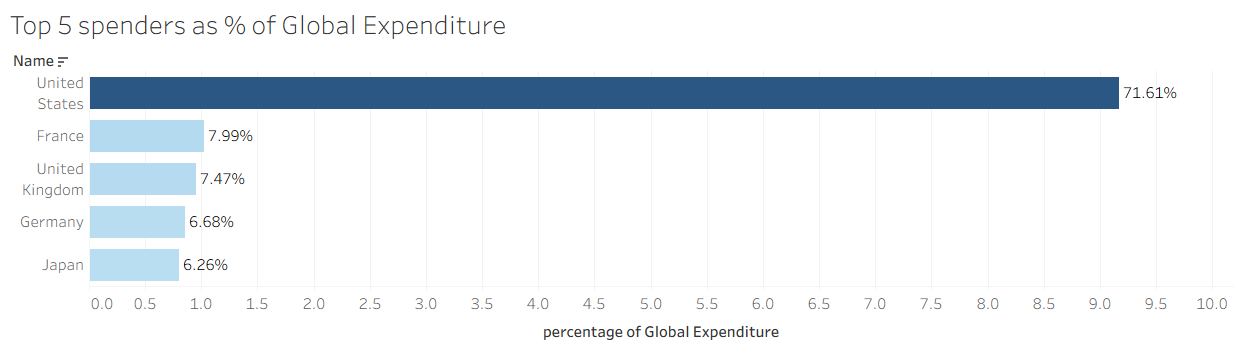 Top 5 spenders as % of Global Expenditure
Name
United
States
71.61%
France
7.99%
United
Kingdom
7.47%
Germany
6.68%
Japan
6.26%
0.0 0.5 1.0 1.5 2.0 2.5 3.0 3.5 4.0 4.5 5.0 5.5 6.0 6.5 7.0 7.5 8.0 8.5 9.0 9.5 10.0
percentage of Global Expenditure